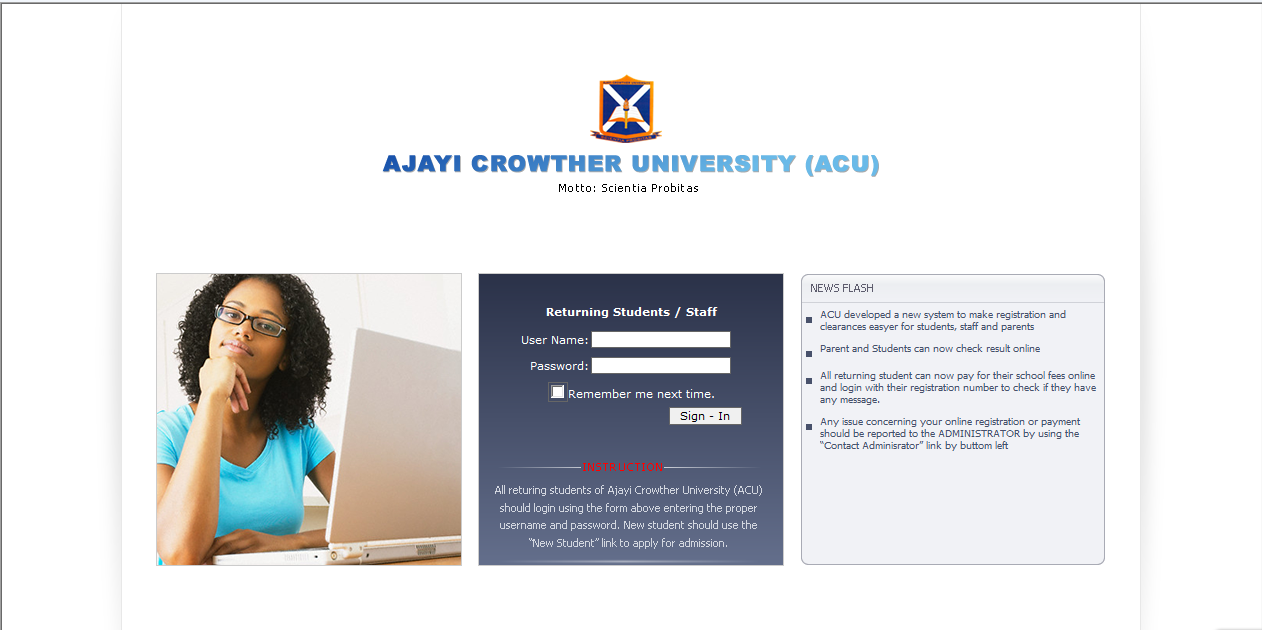 AJAYI CROWTHER UNIVERSITY (ACU)
Motto: Scientia Probitas
Returning Students / Staff
User Name:
Password:
Remember me next time.
Sign - In
INSTRUCTION
All returing students of Ajayi Crowther University (ACU)
should login using the form above entering the proper
username and password. New student should use the
“New Student” link to apply for admission.
NEWS FLASH
ACU developed a new system to make registration and
clearances easyer for students, staff and parents
Parent and Students can now check result online
All returning student can now pay for their school fees online
and login with their registration number to check if they have
any message.
Any issue concerning your online registration or payment
should be reported to the ADMINISTRATOR by using the
“Contact Adminisrator” link by buttom left